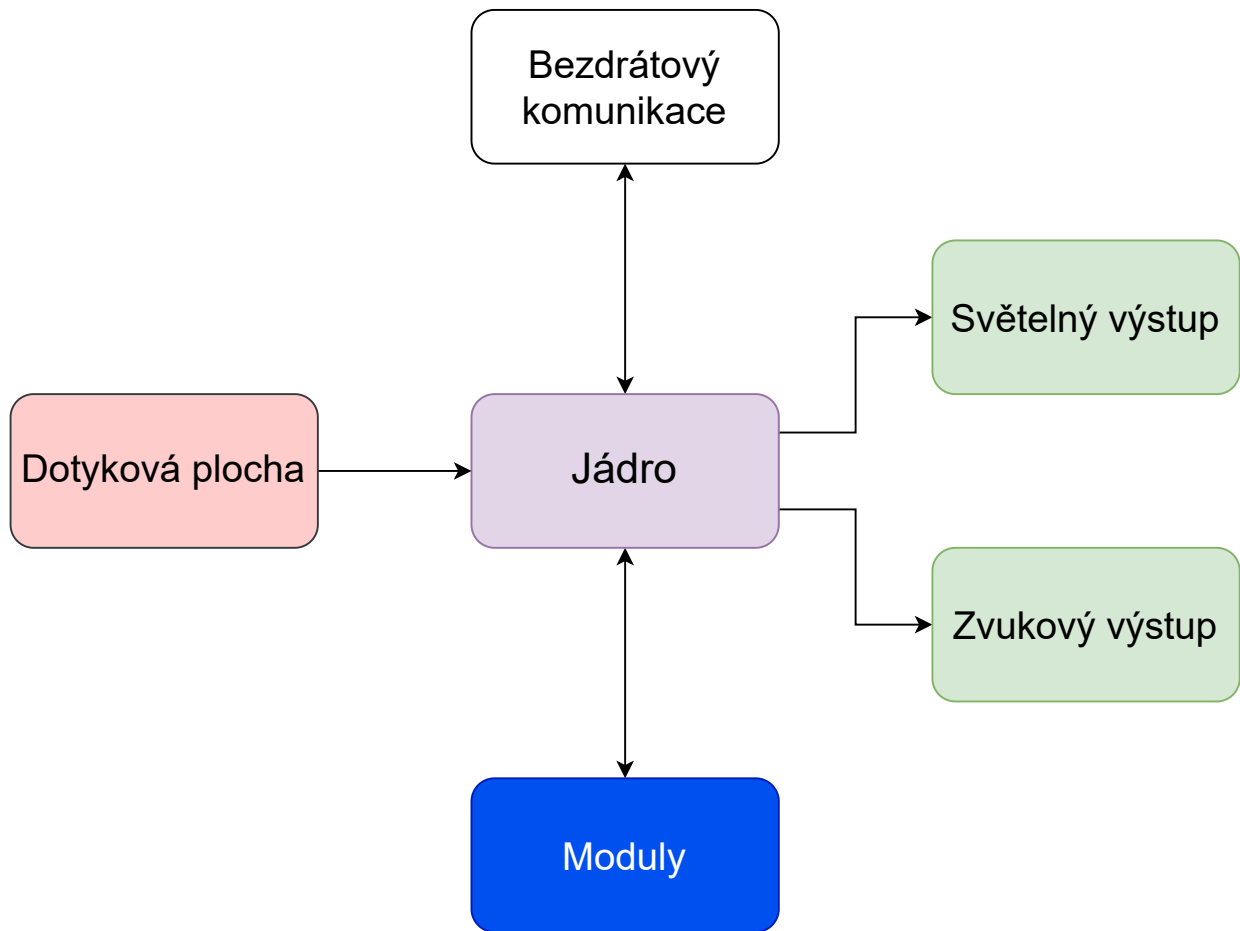 Bezdrátový
komunikace
Světelný výstup
Dotyková plocha
Jádro
Zvukový výstup
Moduly